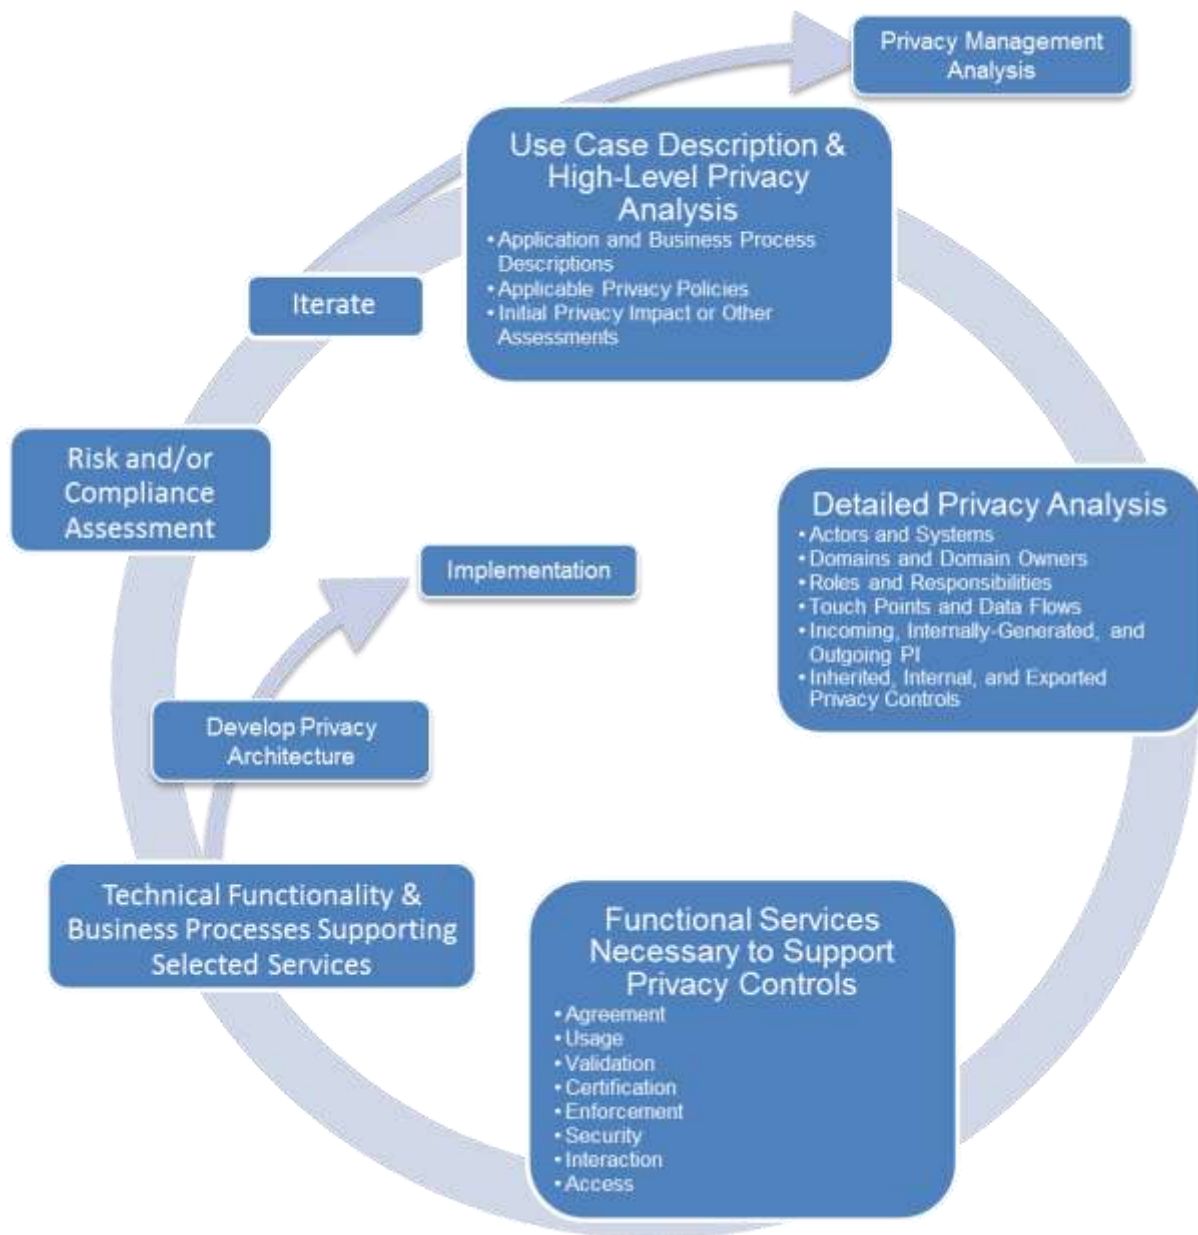 Privacy Management
Analysis
Use Case Description &
High-Level Privacy
Analysis
• Application and Business Process
Descriptions
• Applicable Privacy Policies
• Initial Privacy Impact or Other
Assessments
Iterate
Risk and/or
Compliance
Assessment
Detailed Privacy Analysis
• Actors and Systems
• Domains and Domain Owners
• Roles and Responsibilities
• Touch Points and Data Flows
• Incoming, Internally-Generated, and
Outgoing PI
• Inherited, Internal, and Exported
Privacy Controls
Implementation
Develop Privacy
Architecture
Technical Functionality &
Business Processes Supporting
Selected Services
Functional Services
Necessary to Support
Privacy Controls
• Agreement
• Usage
• Validation
• Certification
• Enforcement
• Security
• Interaction
• Access